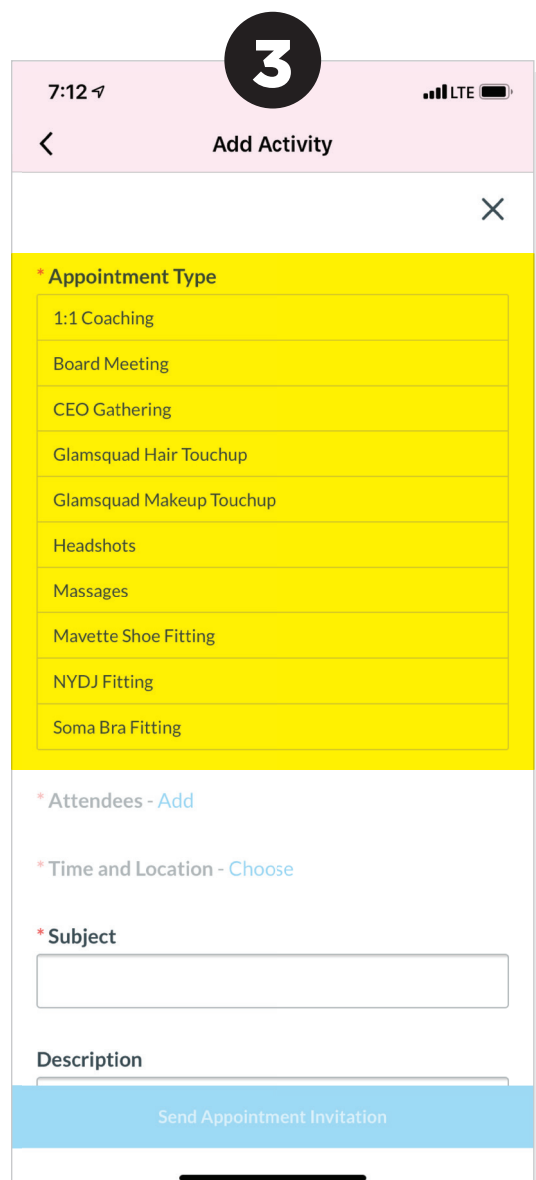 3
7:12 LTE
Add Activity
* Appointment Type
1:1 Coaching
Board Meeting
CEO Gathering
Glamsquad Hair Touchup
Glamsquad Makeup Touchup
Headshots
Massages
Mavette Shoe Fitting
NYDJ Fitting
Soma Bra Fitting
* Attendees - Add
* Time and Location - Choose
* Subject
Description
Send Appointment Invitation